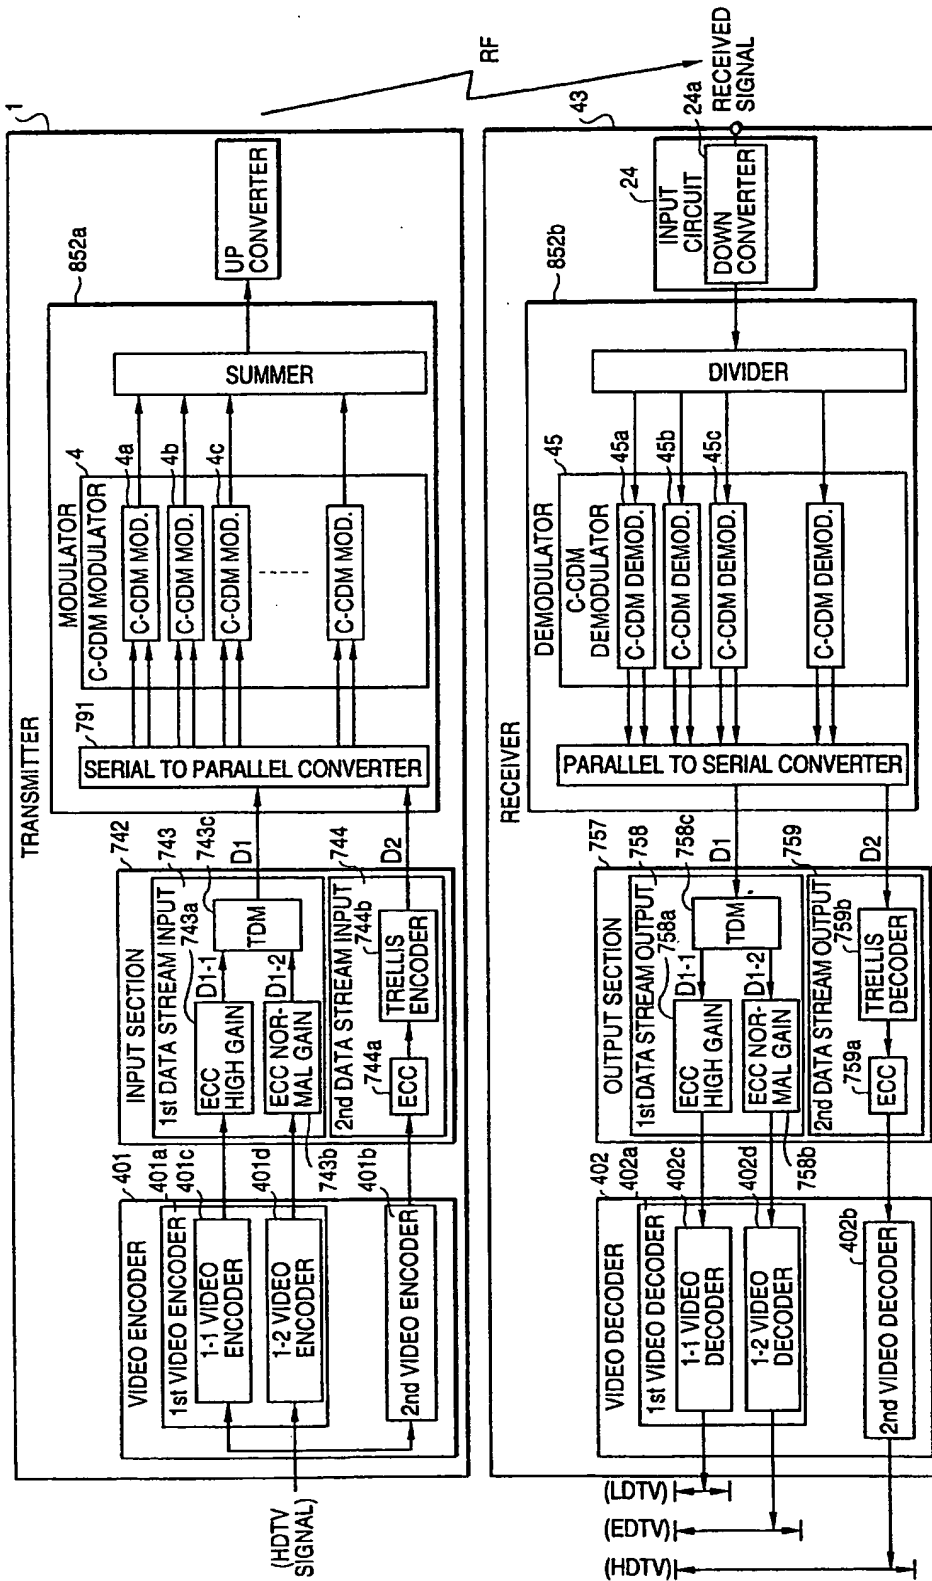 TRANSMITTER
1
(HDTV
SIGNAL)
VIDEO ENCODER
401
1st VIDEO ENCODER
401a
1-1 VIDEO
ENCODER
401c
1-2 VIDEO
ENCODER
401d
2nd VIDEO ENCODER
401b
INPUT SECTION
742
1st DATA STREAM INPUT
743
743a
ECC
HIGH GAIN
D1-1
743c
TDM
ECC NOR-
MAL GAIN
743b
D1-2
D1
2nd DATA STREAM INPUT
744
744a
ECC
744b
TRELLIS
ENCODER
D2
MODULATOR
852a
791
SERIAL TO PARALLEL CONVERTER
C-CDM MODULATOR
4
C-CDM MOD.
4a
C-CDM MOD.
4b
C-CDM MOD.
4c
C-CDM MOD.
SUMMER
UP
CONVERTER
RF
RECEIVED
SIGNAL
RECEIVER
43
INPUT
CIRCUIT
24
DOWN
CONVERTER
24a
DEMODULATOR
852b
DIVIDER
C-CDM
DEMODULATOR
45
C-CDM DEMOD.
45a
C-CDM DEMOD.
45b
C-CDM DEMOD.
45c
C-CDM DEMOD.
PARALLEL TO SERIAL CONVERTER
D1
D2
OUTPUT SECTION
757
1st DATA STREAM OUTPUT
758
758a
758c
TDM
D1-1
D1-2
ECC
HIGH GAIN
ECC NOR-
MAL GAIN
758b
2nd DATA STREAM OUTPUT
759
759b
TRELLIS
DECODER
759a
ECC
VIDEO DECODER
402
1st VIDEO DECODER
402a
1-1 VIDEO
DECODER
402c
1-2 VIDEO
DECODER
402d
2nd VIDEO DECODER
402b
(LDTV)
(EDTV)
(HDTV)